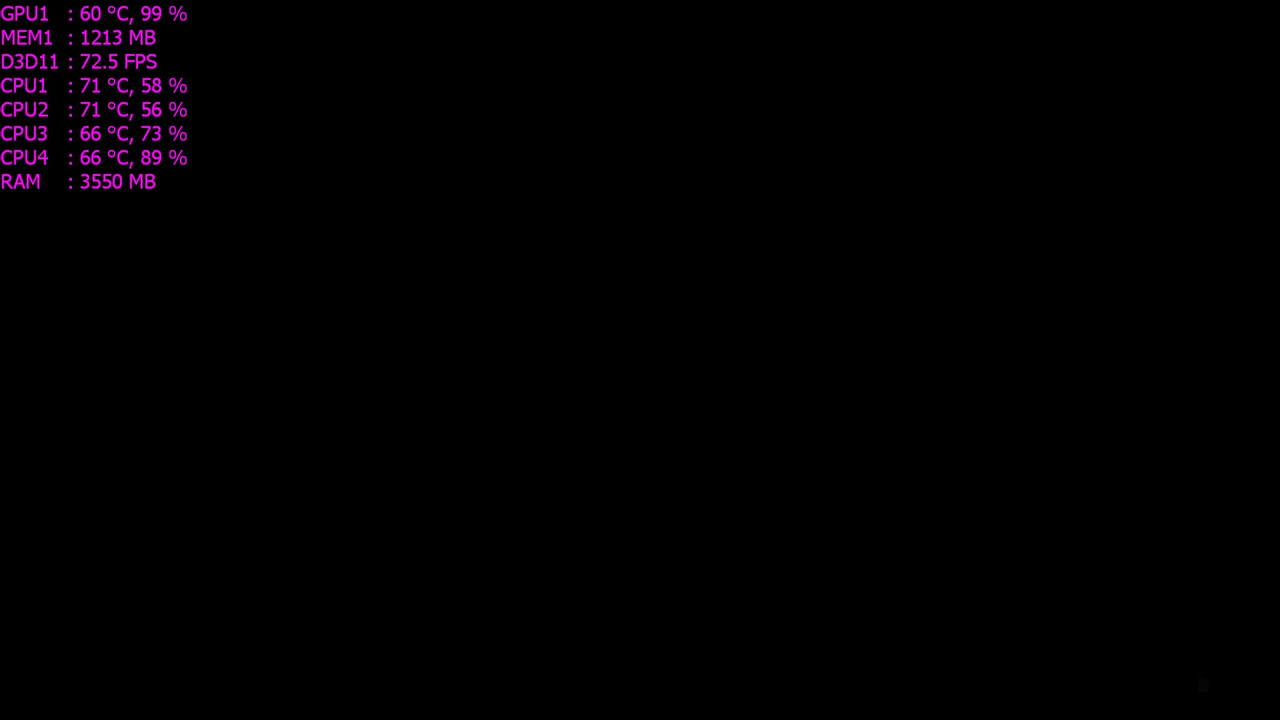 GPU1 : 60 °C, 99 %
MEM1 : 1213 MB
D3D11 : 72.5 FPS
CPU1 : 71 °C, 58 %
CPU2 : 71 °C, 56 %
CPU3 : 66 °C, 73 %
CPU4 : 66 °C, 89 %
RAM : 3550 MB